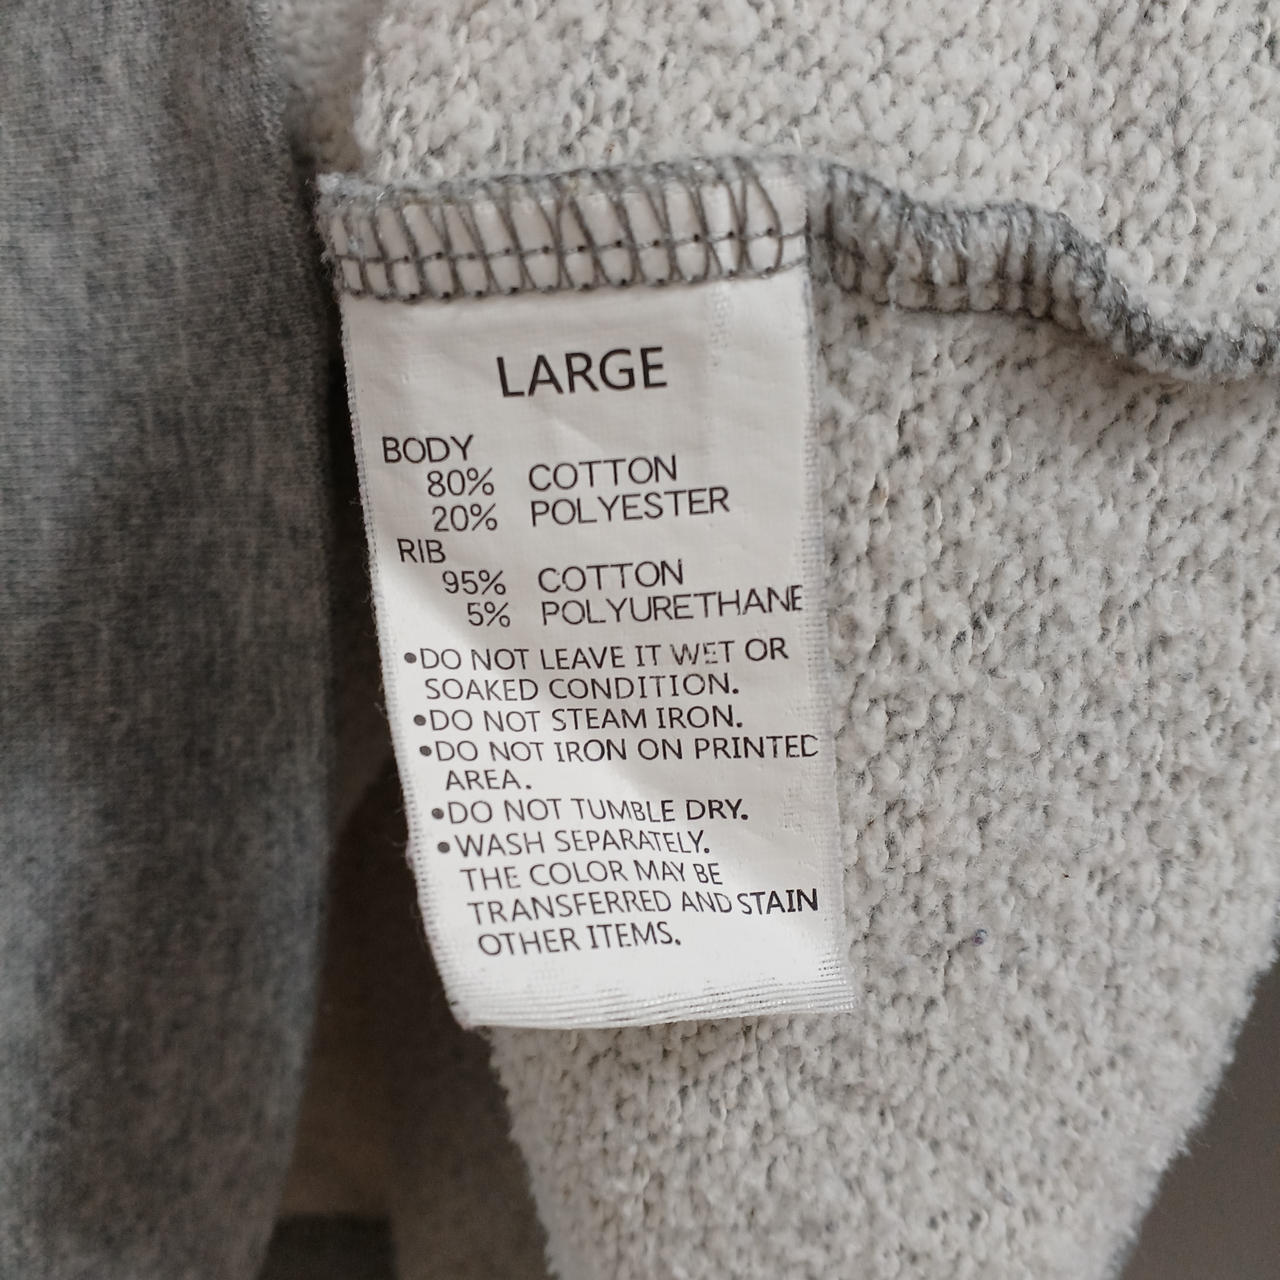 LARGE
BODY
80% COTTON
20% POLYESTER
RIB
95% COTTON
5% POLYURETHANE
•DO NOT LEAVE IT WET OR
SOAKED CONDITION.
•DO NOT STEAM IRON.
•DO NOT IRON ON PRINTED
AREA.
•DO NOT TUMBLE DRY.
•WASH SEPARATELY.
THE COLOR MAY BE
TRANSFERRED AND STAIN
OTHER ITEMS.